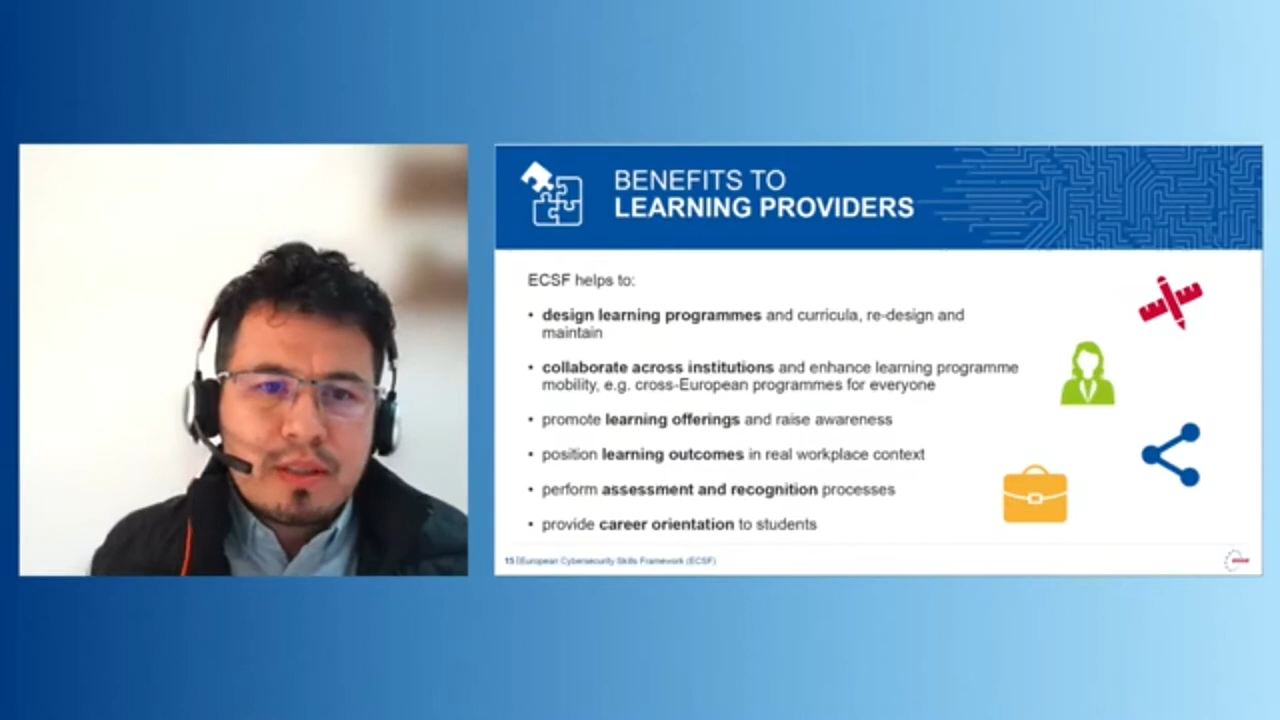 BENEFITS TO
LEARNING PROVIDERS
ECSF helps to:
• design learning programmes and curricula, re-design and
maintain
• collaborate across institutions and enhance learning programme
mobility, e.g. cross-European programmes for everyone
• promote learning offerings and raise awareness
• position learning outcomes in real workplace context
• perform assessment and recognition processes
• provide career orientation to students
15 | European Cybersecurity Skills Framework (ECSF)